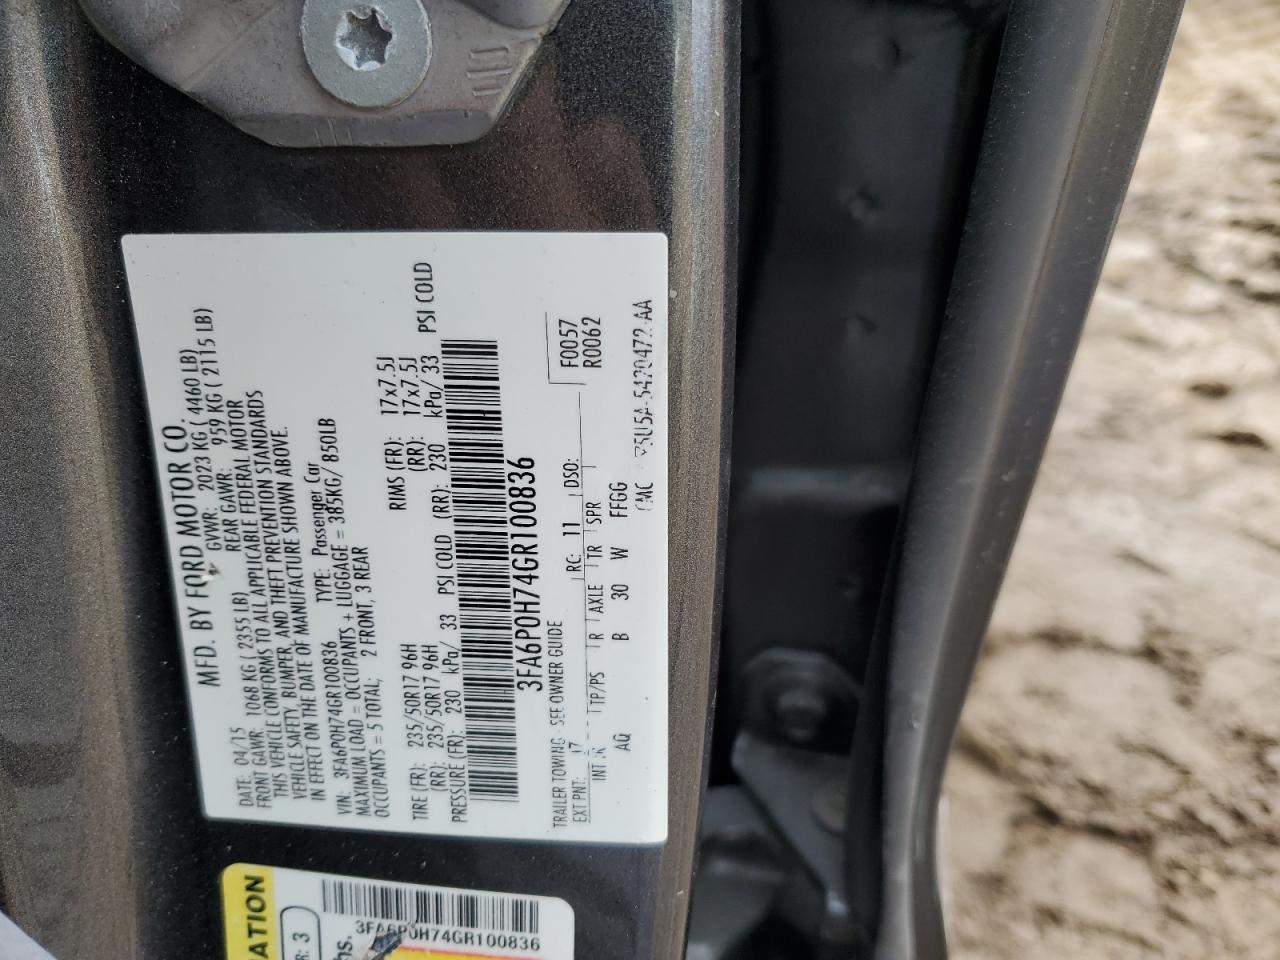 MFD. BY FORD MOTOR CO.
DATE: 04/15 GVWR: 2023 KG ( 4460 LB)
FRONT GAWR: 1068 KG ( 2355 LB) REAR GAWR: 959 KG ( 2115 LB)
THIS VEHICLE CONFORMS TO ALL APPLICABLE FEDERAL MOTOR
VEHICLE SAFETY, BUMPER, AND THEFT PREVENTION STANDARDS
IN EFFECT ON THE DATE OF MANUFACTURE SHOWN ABOVE.
VIN: 3FA6P0H74GR100836 TYPE: Passenger Car
MAXIMUM LOAD = OCCUPANTS + LUGGAGE = 385KG/ 850LB
OCCUPANTS = 5 TOTAL; 2 FRONT, 3 REAR
TIRE (FR): 235/50R17 96H RIMS (FR): 17x7.5J
(RR): 235/50R17 96H (RR): 17x7.5J
PRESSURE (FR): 230 kPa/ 33 PSI COLD (RR): 230 kPa/ 33 PSI COLD
3FA6P0H74GR100836
TRAILER TOWING - SEE OWNER GUIDE
EXT PNT: RC: 11 DSO: F0057
INT TP/PS R AXLE TR SPR R0062
AQ B 30 W FFGG
ATION
R: 3
3FA6P0H74GR100836